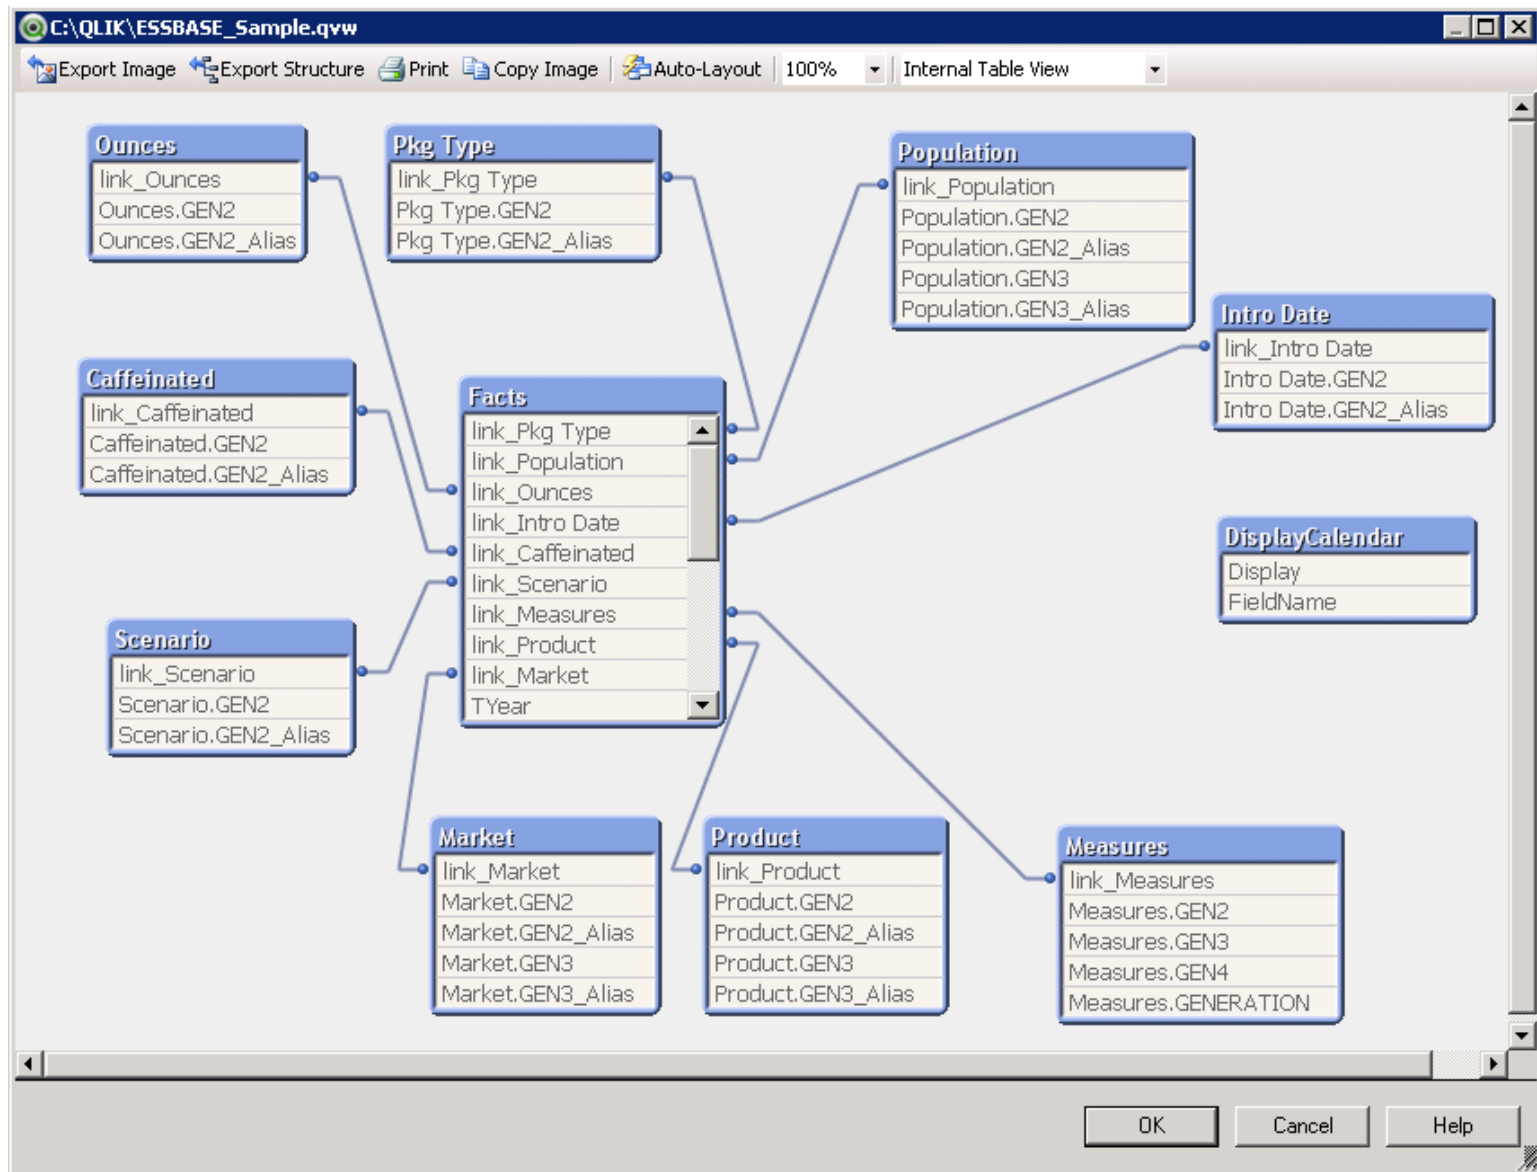 C:\QLIK\ESSBASE_Sample.qvw
Export Image Export Structure Print Copy Image Auto-Layout 100% Internal Table View
Ounces
link_Ounces
Ounces.GEN2
Ounces.GEN2_Alias
Pkg Type
link_Pkg Type
Pkg Type.GEN2
Pkg Type.GEN2_Alias
Population
link_Population
Population.GEN2
Population.GEN2_Alias
Population.GEN3
Population.GEN3_Alias
Intro Date
link_Intro Date
Intro Date.GEN2
Intro Date.GEN2_Alias
Caffeinated
link_Caffeinated
Caffeinated.GEN2
Caffeinated.GEN2_Alias
Facts
link_Pkg Type
link_Population
link_Ounces
link_Intro Date
link_Caffeinated
link_Scenario
link_Measures
link_Product
link_Market
TYear
DisplayCalendar
Display
FieldName
Scenario
link_Scenario
Scenario.GEN2
Scenario.GEN2_Alias
Market
link_Market
Market.GEN2
Market.GEN2_Alias
Market.GEN3
Market.GEN3_Alias
Product
link_Product
Product.GEN2
Product.GEN2_Alias
Product.GEN3
Product.GEN3_Alias
Measures
link_Measures
Measures.GEN2
Measures.GEN3
Measures.GEN4
Measures.GENERATION
OK Cancel Help